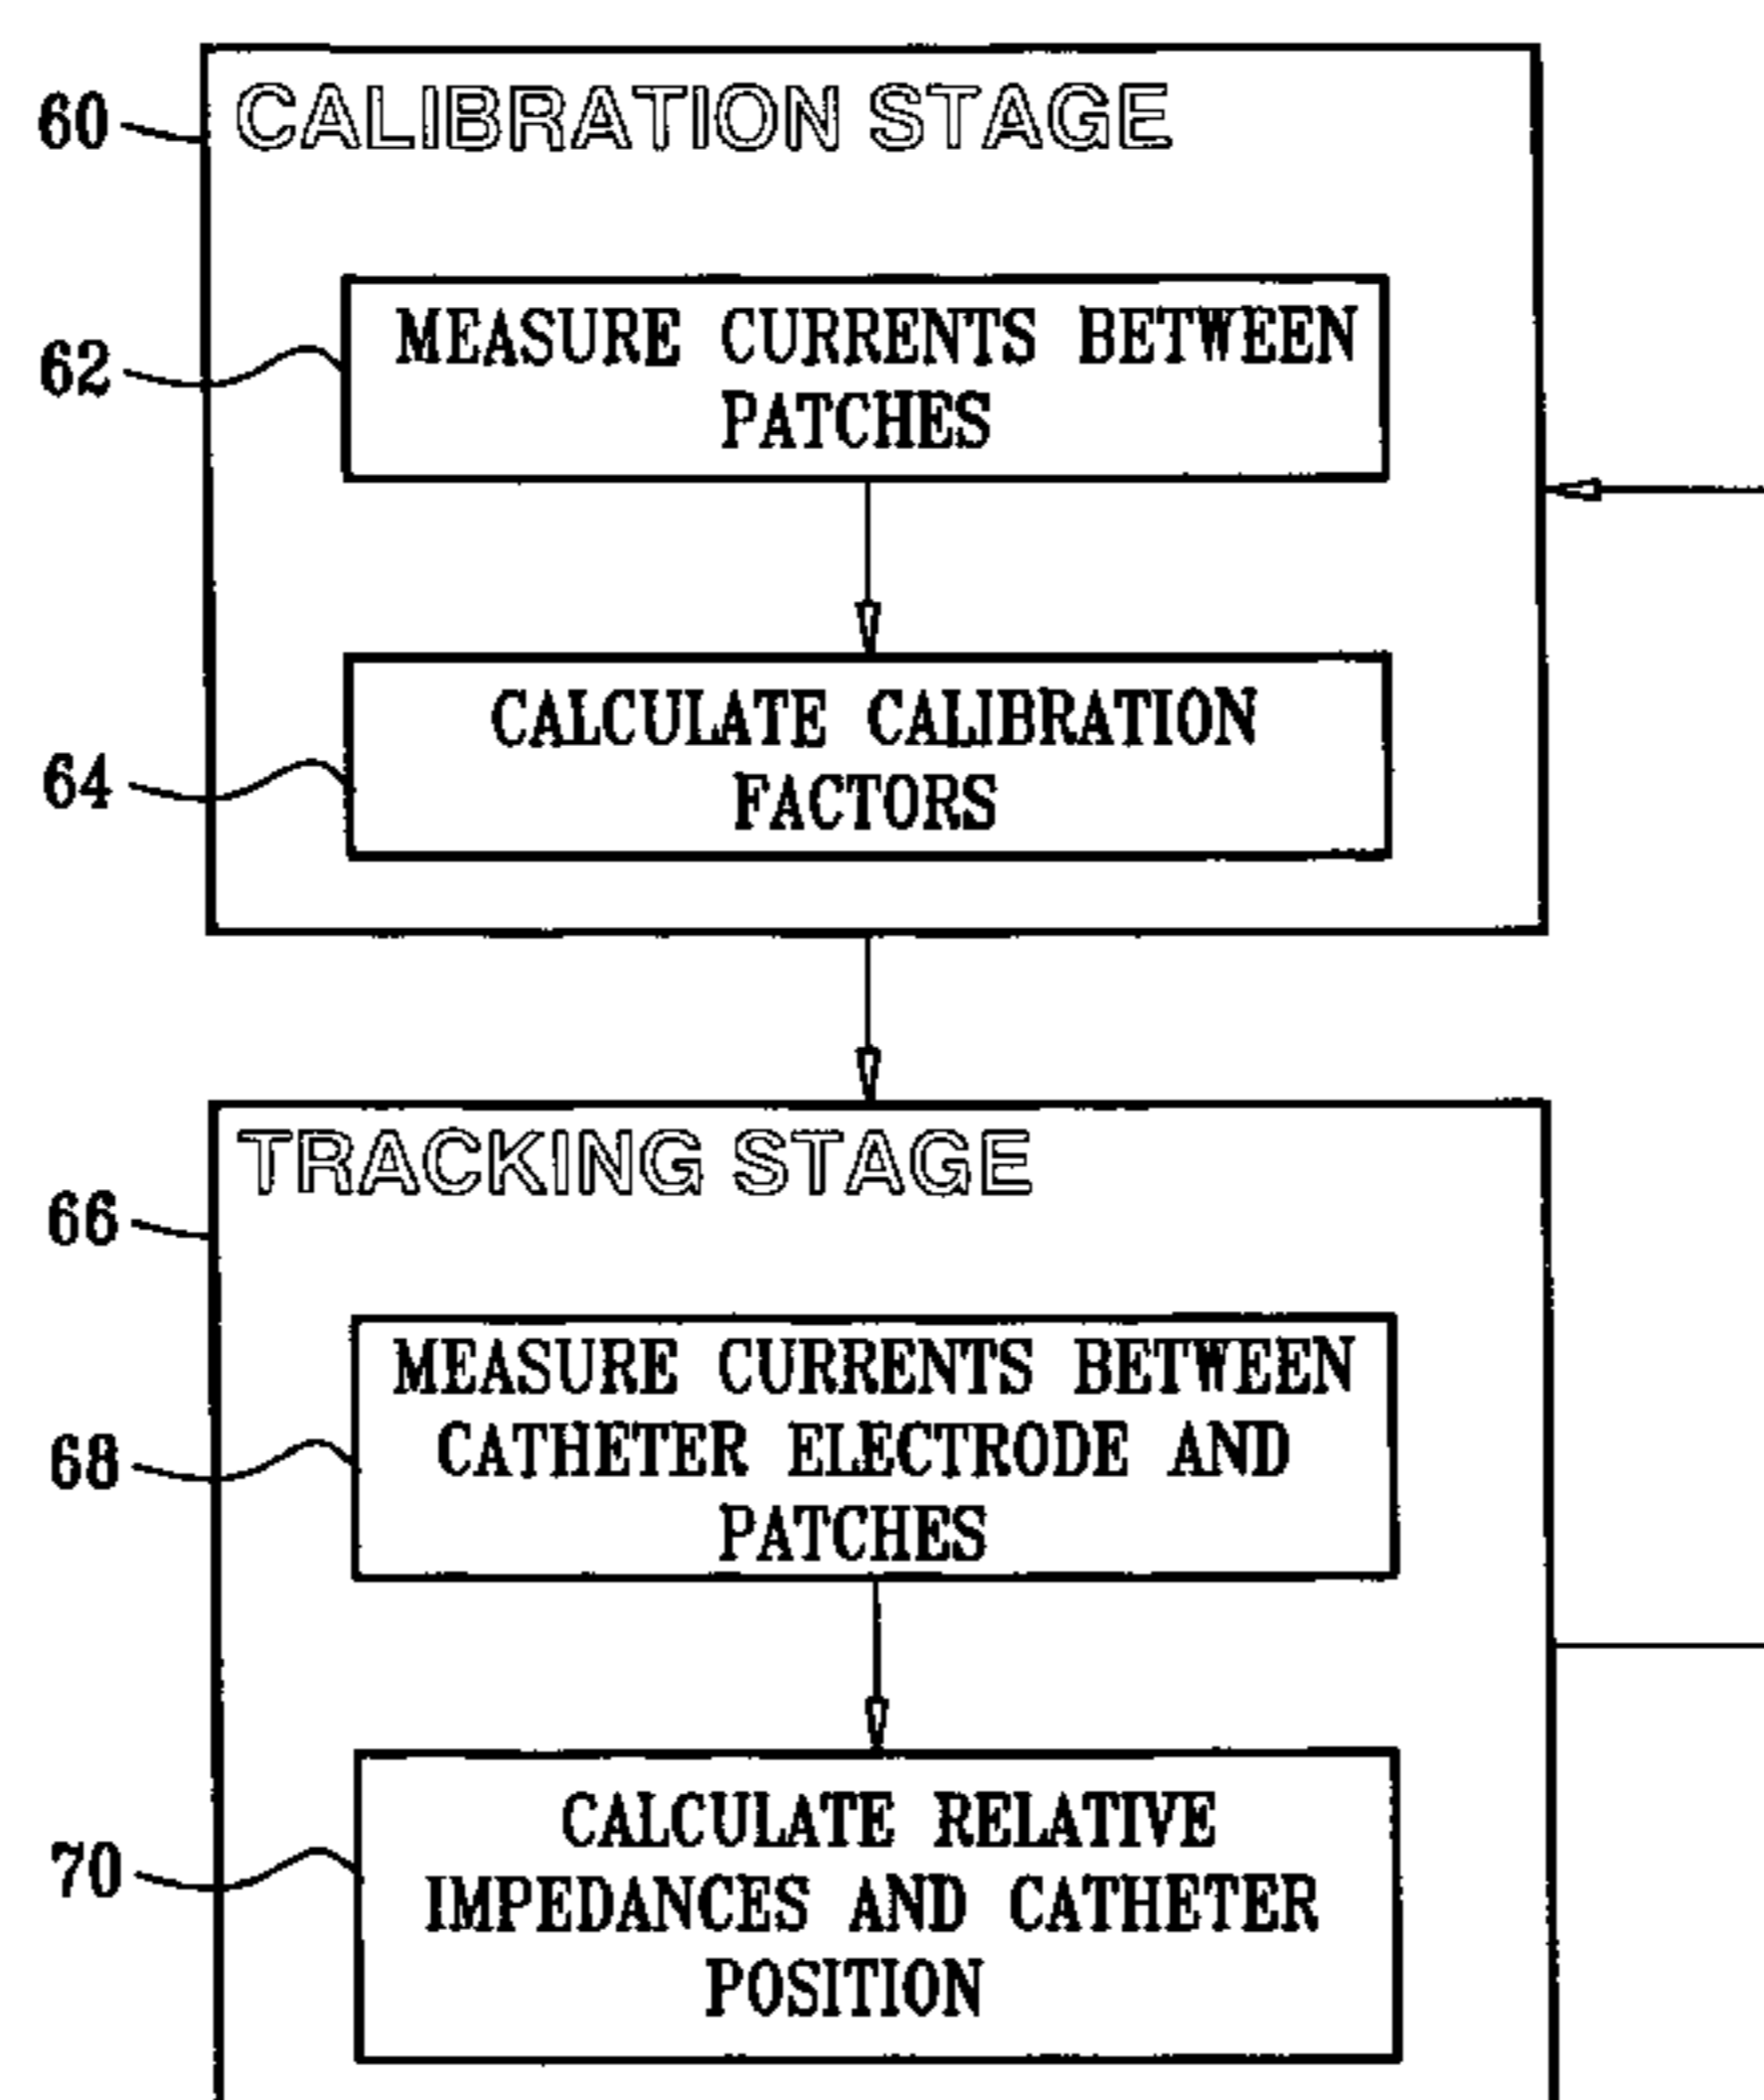 60
CALIBRATION STAGE
62
MEASURE CURRENTS BETWEEN
PATCHES
64
CALCULATE CALIBRATION
FACTORS
66
TRACKING STAGE
68
MEASURE CURRENTS BETWEEN
CATHETER ELECTRODE AND
PATCHES
70
CALCULATE RELATIVE
IMPEDANCES AND CATHETER
POSITION